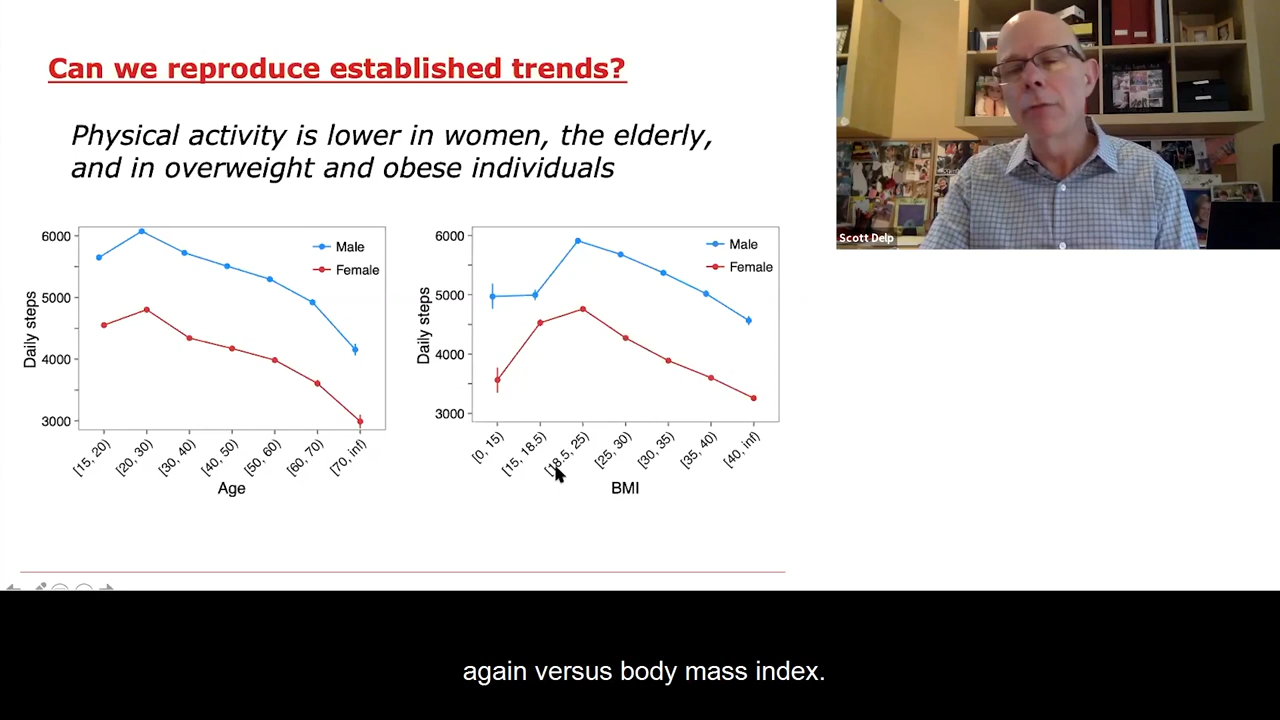 Can we reproduce established trends?
Physical activity is lower in women, the elderly,
and in overweight and obese individuals
Daily steps
6000
5000
4000
3000
Male
Female
[15, 20)
[20, 30)
[30, 40)
[40, 50)
[50, 60)
[60, 70)
[70, inf)
Age
Daily steps
6000
5000
4000
3000
Male
Female
[0, 15)
[15, 18.5)
[18.5, 25)
[25, 30)
[30, 35)
[35, 40)
[40, inf)
BMI
Scott Delp
again versus body mass index.